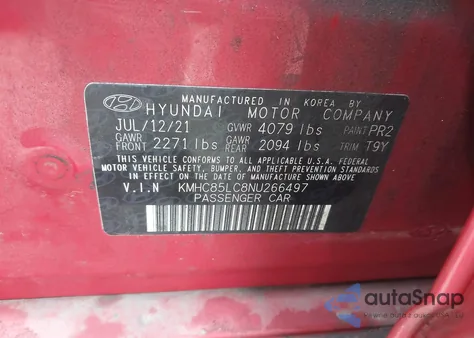 MANUFACTURED IN KOREA BY
HYUNDAI MOTOR COMPANY
JUL/12/21 GVWR 4079 lbs PAINT PR2
GAWR FRONT 2271 lbs GAWR REAR 2094 lbs TRIM T9Y
THIS VEHICLE CONFORMS TO ALL APPLICABLE U.S. FEDERAL
MOTOR VEHICLE SAFETY, BUMPER, AND THEFT
PREVENTION STANDARDS IN EFFECT ON THE DATE OF
MANUFACTURE SHOWN ABOVE.
V.I.N KMHC85LC8NU266497
PASSENGER CAR
autoSnap